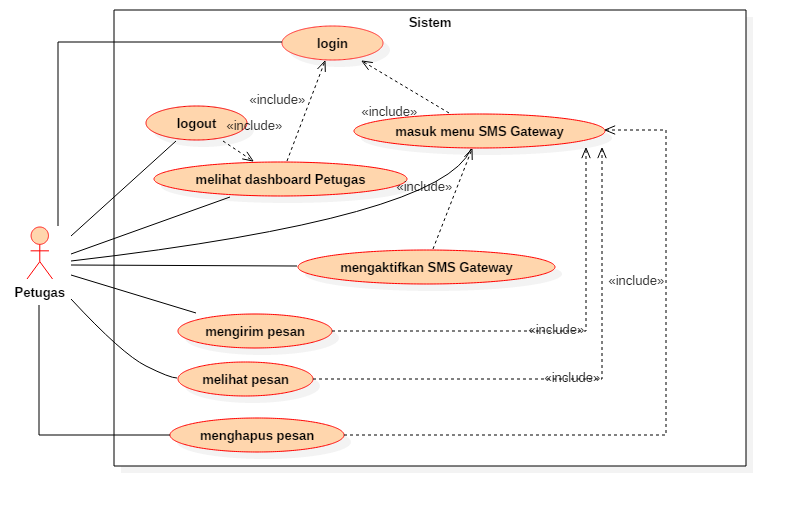 Sistem
login
«include»
«include»
logout
«include»
masuk menu SMS Gateway
melihat dashboard Petugas
«include»
mengaktifkan SMS Gateway
«include»
Petugas
mengirim pesan
«include»
melihat pesan
«include»
menghapus pesan